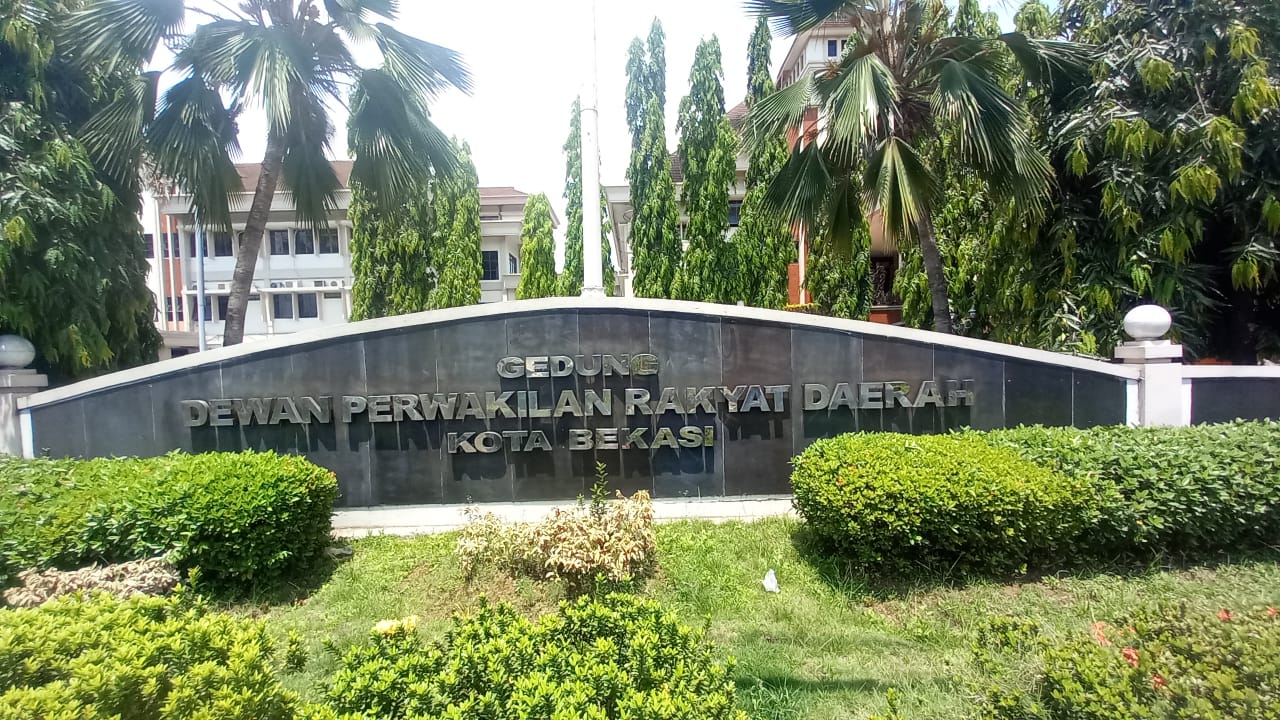 GEDUNG
DEWAN PERWAKILAN RAKYAT DAERAH
KOTA BEKASI